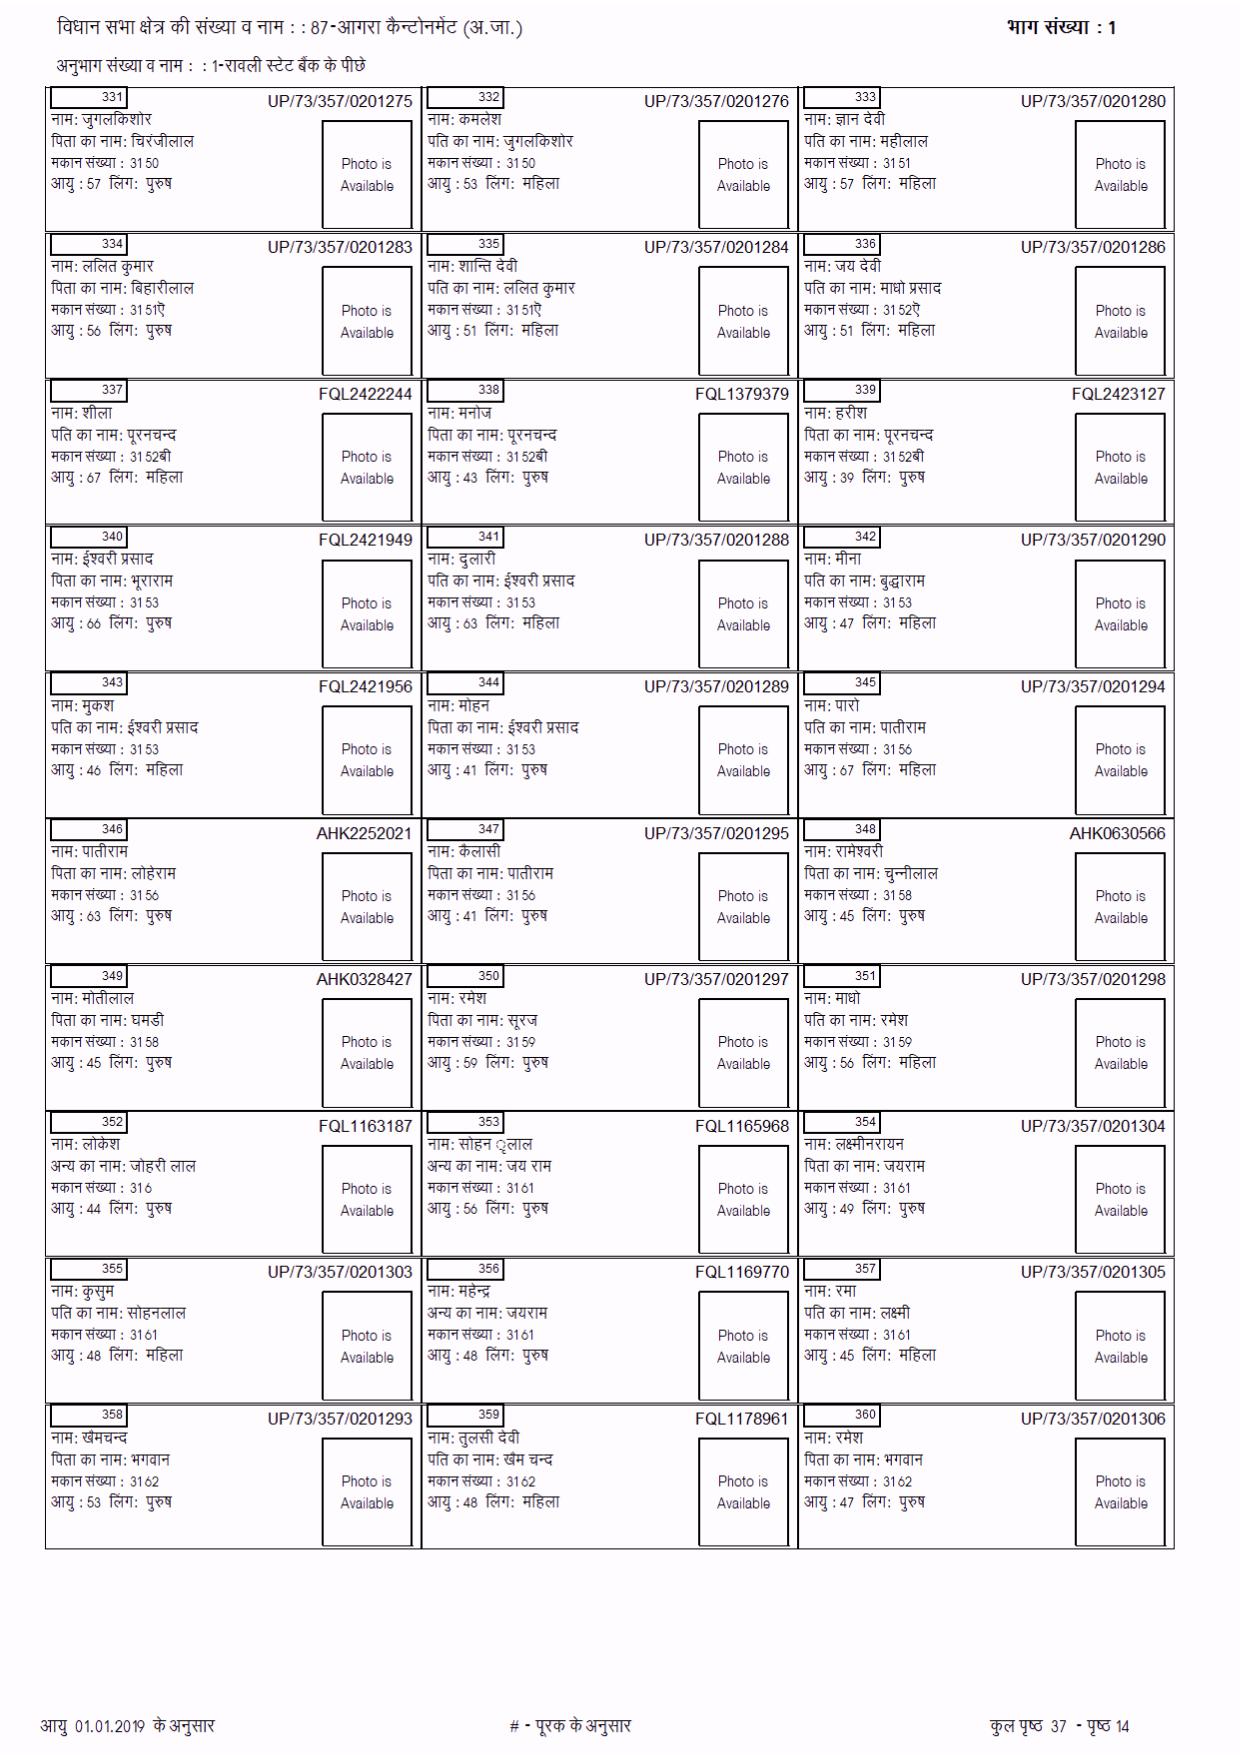 विधान सभा क्षेत्र की संख्या व नाम : : 87-आगरा कैन्टोनमेंट (अ.जा.)
भाग संख्या : 1
अनुभाग संख्या व नाम : : 1-रावली स्टेट बैंक के पीछे
331 UP/73/357/0201275
नाम: जुगलकिशोर
पिता का नाम: चिरंजीलाल
मकान संख्या : 3150
आयु : 57 लिंग: पुरुष
Photo is
Available
332 UP/73/357/0201276
नाम: कमलेश
पति का नाम: जुगलकिशोर
मकान संख्या : 3150
आयु : 53 लिंग: महिला
Photo is
Available
333 UP/73/357/0201280
नाम: ज्ञान देवी
पति का नाम: महीलाल
मकान संख्या : 3151
आयु : 57 लिंग: महिला
Photo is
Available
334 UP/73/357/0201283
नाम: ललित कुमार
पिता का नाम: बिहारीलाल
मकान संख्या : 3151ऎ
आयु : 56 लिंग: पुरुष
Photo is
Available
335 UP/73/357/0201284
नाम: शान्ति देवी
पति का नाम: ललित कुमार
मकान संख्या : 3151ऎ
आयु : 51 लिंग: महिला
Photo is
Available
336 UP/73/357/0201286
नाम: जय देवी
पति का नाम: माधो प्रसाद
मकान संख्या : 3152ऎ
आयु : 51 लिंग: महिला
Photo is
Available
337 FQL2422244
नाम: शीला
पति का नाम: पूरनचन्द
मकान संख्या : 3152बी
आयु : 67 लिंग: महिला
Photo is
Available
338 FQL1379379
नाम: मनोज
पिता का नाम: पूरनचन्द
मकान संख्या : 3152बी
आयु : 43 लिंग: पुरुष
Photo is
Available
339 FQL2423127
नाम: हरीश
पिता का नाम: पूरनचन्द
मकान संख्या : 3152बी
आयु : 39 लिंग: पुरुष
Photo is
Available
340 FQL2421949
नाम: ईश्वरी प्रसाद
पिता का नाम: भूराराम
मकान संख्या : 3153
आयु : 66 लिंग: पुरुष
Photo is
Available
341 UP/73/357/0201288
नाम: दुलारी
पति का नाम: ईश्वरी प्रसाद
मकान संख्या : 3153
आयु : 63 लिंग: महिला
Photo is
Available
342 UP/73/357/0201290
नाम: मीना
पति का नाम: बुद्धाराम
मकान संख्या : 3153
आयु : 47 लिंग: महिला
Photo is
Available
343 FQL2421956
नाम: मुकश
पति का नाम: ईश्वरी प्रसाद
मकान संख्या : 3153
आयु : 46 लिंग: महिला
Photo is
Available
344 UP/73/357/0201289
नाम: मोहन
पिता का नाम: ईश्वरी प्रसाद
मकान संख्या : 3153
आयु : 41 लिंग: पुरुष
Photo is
Available
345 UP/73/357/0201294
नाम: पारो
पति का नाम: पातीराम
मकान संख्या : 3156
आयु : 67 लिंग: महिला
Photo is
Available
346 AHK2252021
नाम: पातीराम
पिता का नाम: लोहेराम
मकान संख्या : 3156
आयु : 63 लिंग: पुरुष
Photo is
Available
347 UP/73/357/0201295
नाम: कैलासी
पिता का नाम: पातीराम
मकान संख्या : 3156
आयु : 41 लिंग: पुरुष
Photo is
Available
348 AHK0630566
नाम: रामेश्वरी
पिता का नाम: चुन्नीलाल
मकान संख्या : 3158
आयु : 45 लिंग: पुरुष
Photo is
Available
349 AHK0328427
नाम: मोतीलाल
पिता का नाम: घमडी
मकान संख्या : 3158
आयु : 45 लिंग: पुरुष
Photo is
Available
350 UP/73/357/0201297
नाम: रमेश
पिता का नाम: सूरज
मकान संख्या : 3159
आयु : 59 लिंग: पुरुष
Photo is
Available
351 UP/73/357/0201298
नाम: माधो
पति का नाम: रमेश
मकान संख्या : 3159
आयु : 56 लिंग: महिला
Photo is
Available
352 FQL1163187
नाम: लोकेश
अन्य का नाम: जोहरी लाल
मकान संख्या : 316
आयु : 44 लिंग: पुरुष
Photo is
Available
353 FQL1165968
नाम: सोहन ृलाल
अन्य का नाम: जय राम
मकान संख्या : 3161
आयु : 56 लिंग: पुरुष
Photo is
Available
354 UP/73/357/0201304
नाम: लक्ष्मीनरायन
पिता का नाम: जयराम
मकान संख्या : 3161
आयु : 49 लिंग: पुरुष
Photo is
Available
355 UP/73/357/0201303
नाम: कुसुम
पति का नाम: सोहनलाल
मकान संख्या : 3161
आयु : 48 लिंग: महिला
Photo is
Available
356 FQL1169770
नाम: महेन्द्र
अन्य का नाम: जयराम
मकान संख्या : 3161
आयु : 48 लिंग: पुरुष
Photo is
Available
357 UP/73/357/0201305
नाम: रमा
पति का नाम: लक्ष्मी
मकान संख्या : 3161
आयु : 45 लिंग: महिला
Photo is
Available
358 UP/73/357/0201293
नाम: खैमचन्द
पिता का नाम: भगवान
मकान संख्या : 3162
आयु : 53 लिंग: पुरुष
Photo is
Available
359 FQL1178961
नाम: तुलसी देवी
पति का नाम: खैम चन्द
मकान संख्या : 3162
आयु : 48 लिंग: महिला
Photo is
Available
360 UP/73/357/0201306
नाम: रमेश
पिता का नाम: भगवान
मकान संख्या : 3162
आयु : 47 लिंग: पुरुष
Photo is
Available
आयु 01.01.2019 के अनुसार
# - पूरक के अनुसार
कुल पृष्ठ 37 - पृष्ठ 14